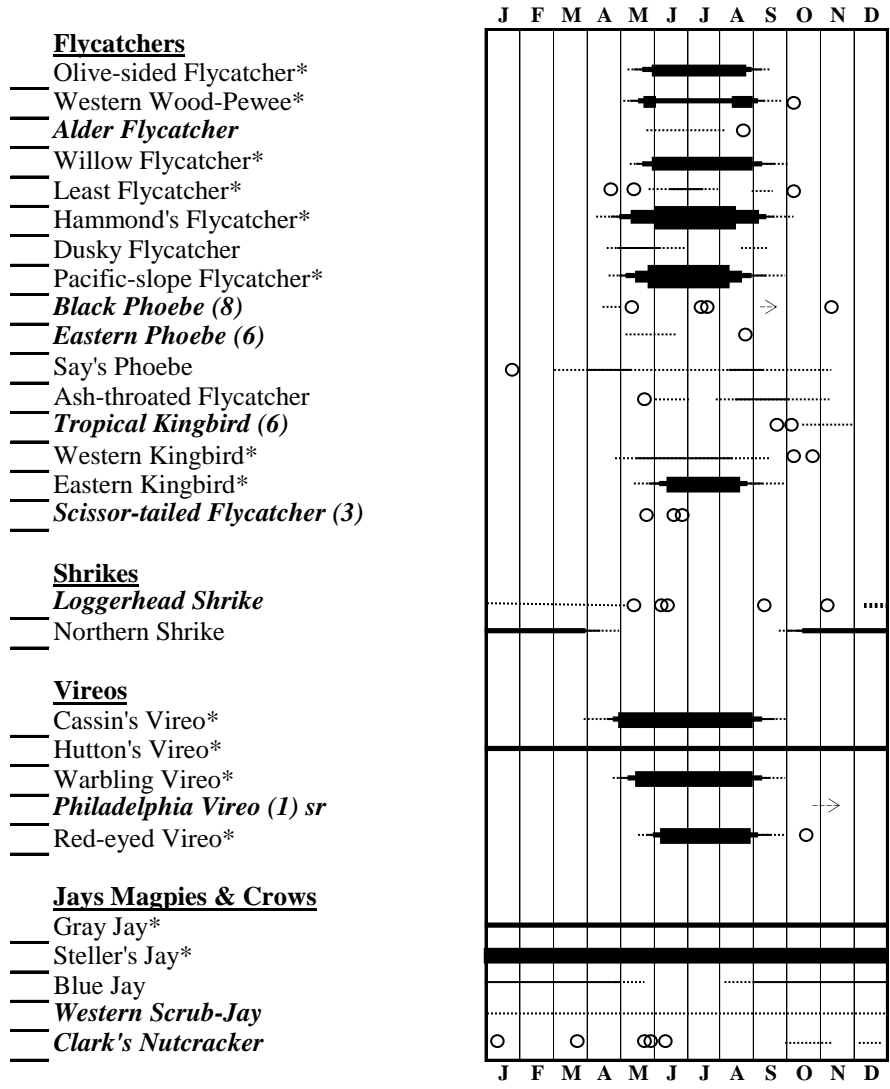 J F M A M J J A S O N D
Flycatchers
Olive-sided Flycatcher*
Western Wood-Pewee*
Alder Flycatcher
Willow Flycatcher*
Least Flycatcher*
Hammond's Flycatcher*
Dusky Flycatcher
Pacific-slope Flycatcher*
Black Phoebe (8)
Eastern Phoebe (6)
Say's Phoebe
Ash-throated Flycatcher
Tropical Kingbird (6)
Western Kingbird*
Eastern Kingbird*
Scissor-tailed Flycatcher (3)
Shrikes
Loggerhead Shrike
Northern Shrike
Vireos
Cassin's Vireo*
Hutton's Vireo*
Warbling Vireo*
Philadelphia Vireo (1) sr
Red-eyed Vireo*
Jays Magpies & Crows
Gray Jay*
Steller's Jay*
Blue Jay
Western Scrub-Jay
Clark's Nutcracker
J F M A M J J A S O N D